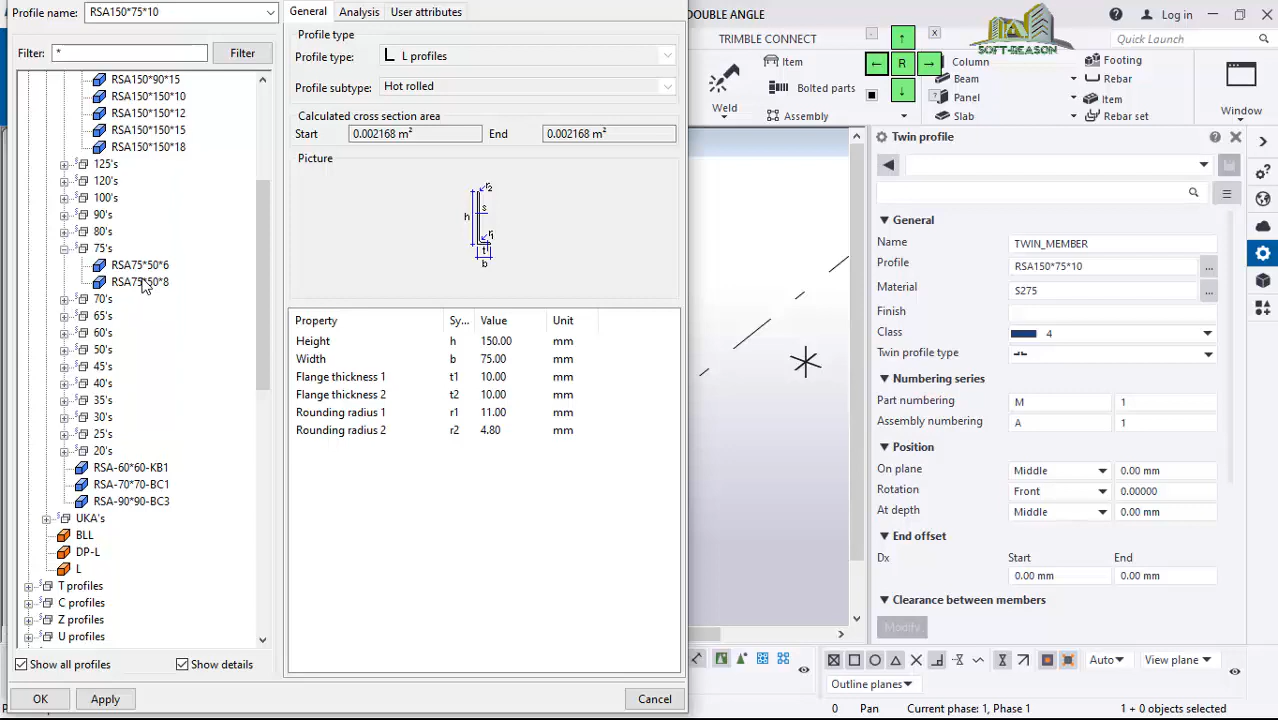 Profile name: RSA150*75*10
Filter: * Filter
RSA150*90*15
RSA150*150*10
RSA150*150*12
RSA150*150*15
RSA150*150*18
125's
120's
100's
90's
80's
75's
RSA75*50*6
RSA75*50*8
70's
65's
60's
50's
45's
40's
35's
30's
25's
20's
RSA-60*60-KB1
RSA-70*70-BC1
RSA-90*90-BC3
UKA's
BLL
DP-L
L
T profiles
C profiles
Z profiles
U profiles
Show all profiles Show details
OK Apply Cancel
General Analysis User attributes
Profile type
Profile type: L profiles
Profile subtype: Hot rolled
Calculated cross section area
Start 0.002168 m² End 0.002168 m²
Picture
r2
s
h
r1
t
b
Property Sy... Value Unit
Height h 150.00 mm
Width b 75.00 mm
Flange thickness 1 t1 10.00 mm
Flange thickness 2 t2 10.00 mm
Rounding radius 1 r1 11.00 mm
Rounding radius 2 r2 4.80 mm
DOUBLE ANGLE
Log in
TRIMBLE CONNECT
SOFT-REASON
Quick Launch
X
R
?
Weld
Item
Bolted parts
Assembly
Column
Beam
Panel
Slab
Footing
Rebar
Item
Rebar set
Window
Twin profile
General
Name TWIN_MEMBER
Profile RSA150*75*10 ...
Material S275 ...
Finish
Class 4
Twin profile type
Numbering series
Part numbering M 1
Assembly numbering A 1
Position
On plane Middle 0.00 mm
Rotation Front 0.00000
At depth Middle 0.00 mm
End offset
Start End
Dx
0.00 mm 0.00 mm
Clearance between members
Modify
Auto View plane
Outline planes
0 Pan Current phase: 1, Phase 1 1 + 0 objects selected